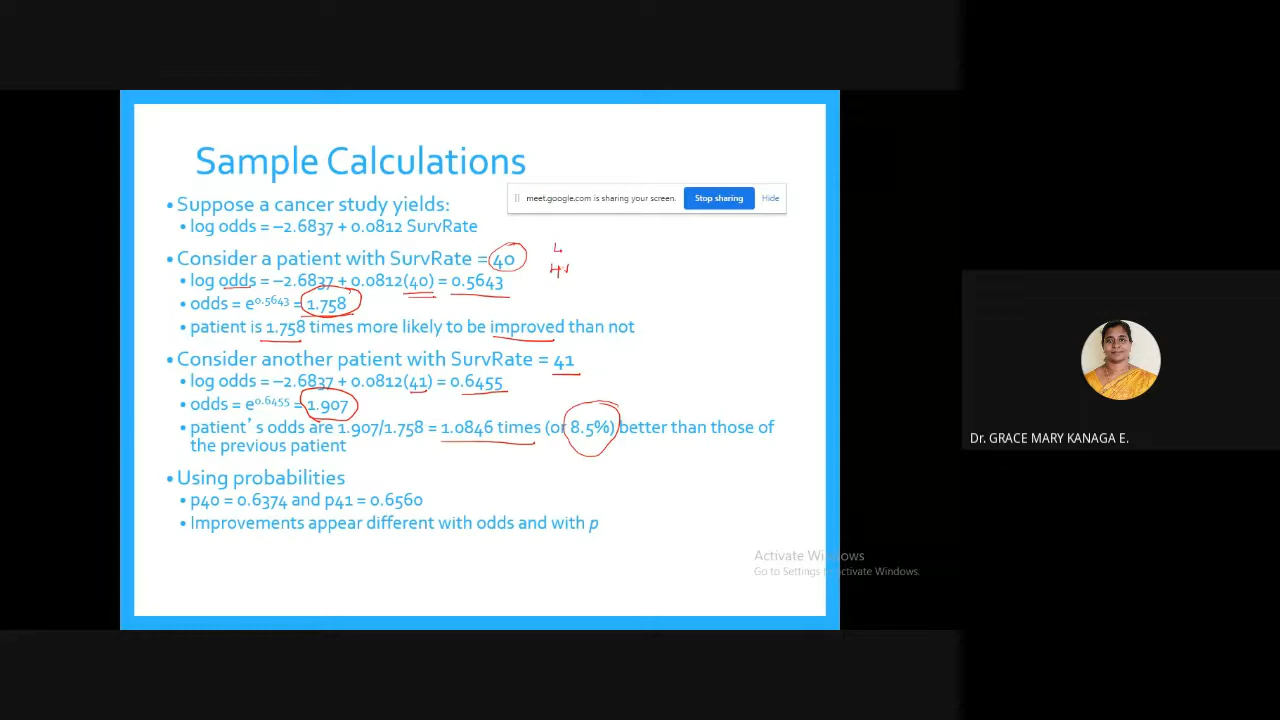 Sample Calculations
meet.google.com is sharing your screen. Stop sharing Hide
• Suppose a cancer study yields:
• log odds = –2.6837 + 0.0812 SurvRate
• Consider a patient with SurvRate = 40
• log odds = –2.6837 + 0.0812(40) = 0.5643
• odds = e^0.5643 = 1.758
• patient is 1.758 times more likely to be improved than not
• Consider another patient with SurvRate = 41
• log odds = –2.6837 + 0.0812(41) = 0.6455
• odds = e^0.6455 = 1.907
• patient's odds are 1.907/1.758 = 1.0846 times (or 8.5%) better than those of
the previous patient
• Using probabilities
• p40 = 0.6374 and p41 = 0.6560
• Improvements appear different with odds and with p
Activate Windows
Go to Settings to activate Windows.
Dr. GRACE MARY KANAGA E.